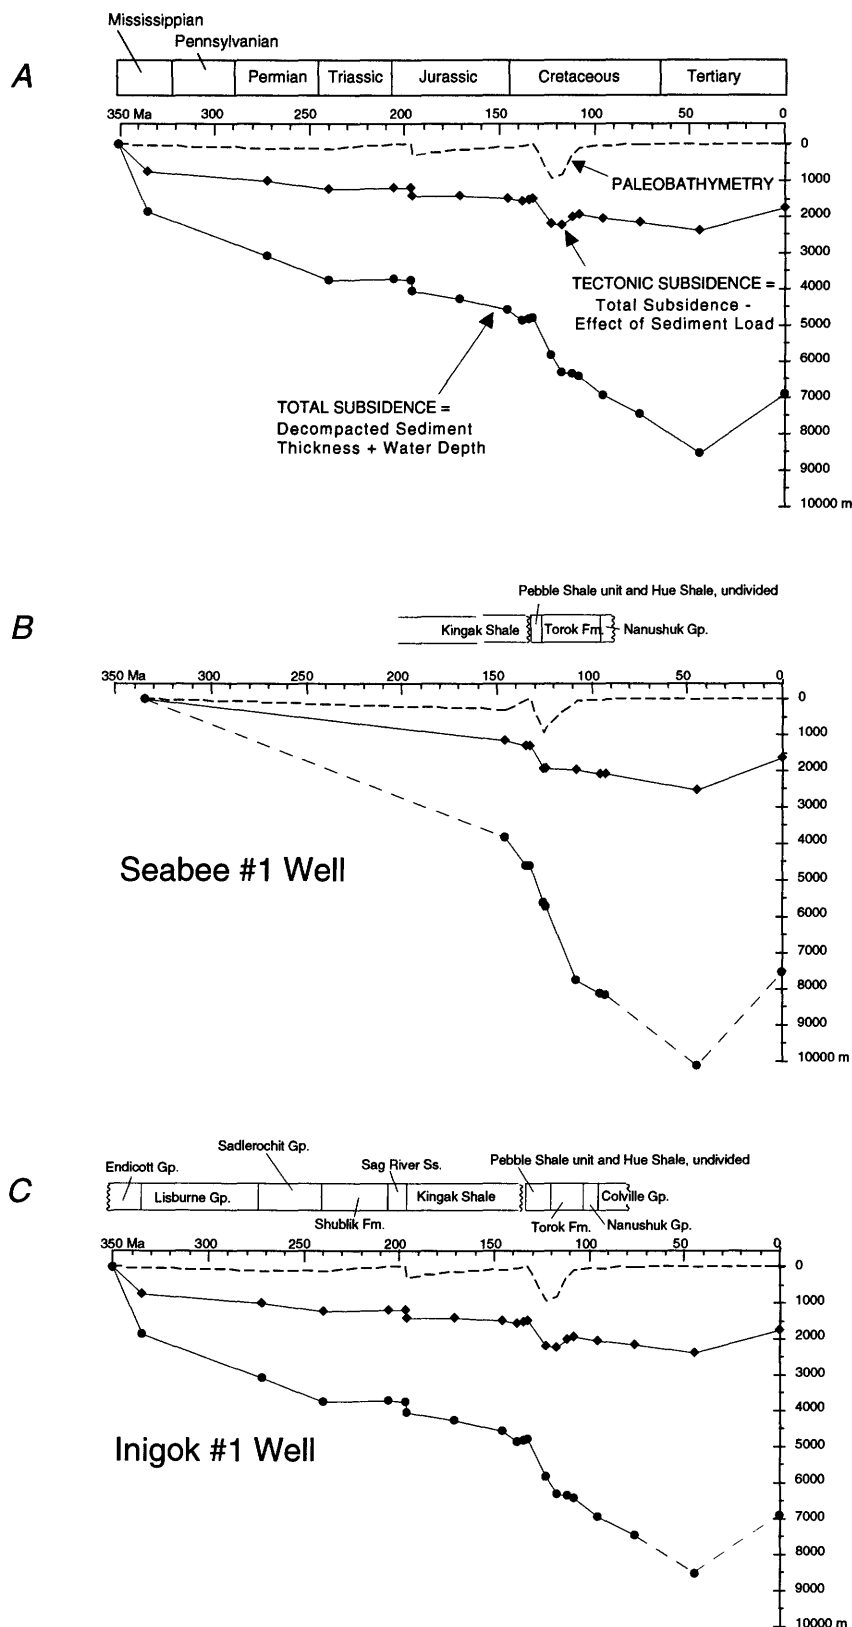 Mississippian
Pennsylvanian
A
Permian Triassic Jurassic Cretaceous Tertiary
350 Ma 300 250 200 150 100 50 0
0
1000
2000
3000
4000
5000
6000
7000
8000
9000
10000 m
PALEOBATHYMETRY
TECTONIC SUBSIDENCE =
Total Subsidence -
Effect of Sediment Load
TOTAL SUBSIDENCE =
Decompacted Sediment
Thickness + Water Depth
B
Pebble Shale unit and Hue Shale, undivided
Kingak Shale Torok Fm. Nanushuk Gp.
350 Ma 300 250 200 150 100 50 0
0
1000
2000
3000
4000
5000
6000
7000
8000
9000
10000 m
Seabee #1 Well
C
Sadlerochit Gp.
Endicott Gp. Sag River Ss. Pebble Shale unit and Hue Shale, undivided
Lisburne Gp. Kingak Shale Colville Gp.
Shublik Fm. Torok Fm. Nanushuk Gp.
350 Ma 300 250 200 150 100 50 0
0
1000
2000
3000
4000
5000
6000
7000
8000
9000
10000 m
Inigok #1 Well